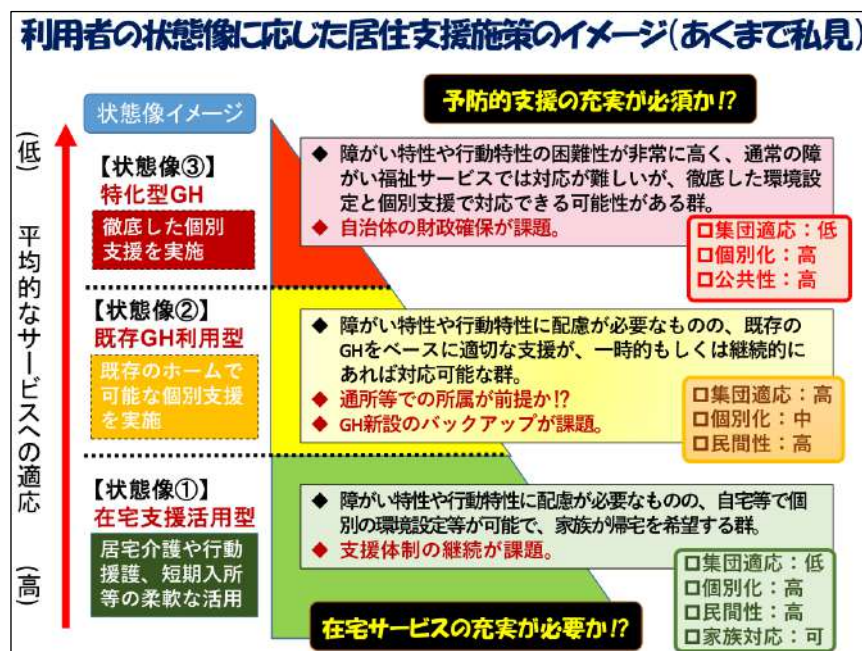 利用者の状態像に応じた居住支援施策のイメージ(あくまで私見)
予防的支援の充実が必須か!?
状態像イメージ
(低)
平均的なサービスへの適応
(高)
【状態像③】
特化型GH
徹底した個別
支援を実施
◆ 障がい特性や行動特性の困難性が非常に高く、通常の障
がい福祉サービスでは対応が難しいが、徹底した環境設
定と個別支援で対応できる可能性がある群。
◆ 自治体の財政確保が課題。
□集団適応：低
□個別化：高
□公共性：高
【状態像②】
既存GH利用型
既存のホームで
可能な個別支援
を実施
◆ 障がい特性や行動特性に配慮が必要なものの、既存の
GHをベースに適切な支援が、一時的もしくは継続的に
あれば対応可能な群。
◆ 通所等での所属が前提か!?
◆ GH新設のバックアップが課題。
□集団適応：高
□個別化：中
□民間性：高
【状態像①】
在宅支援活用型
居宅介護や行動
援護、短期入所
等の柔軟な活用
◆ 障がい特性や行動特性に配慮が必要なものの、自宅等で個
別の環境設定等が可能で、家族が帰宅を希望する群。
◆ 支援体制の継続が課題。
□集団適応：低
□個別化：高
□民間性：高
□家族対応：可
在宅サービスの充実が必要か!?